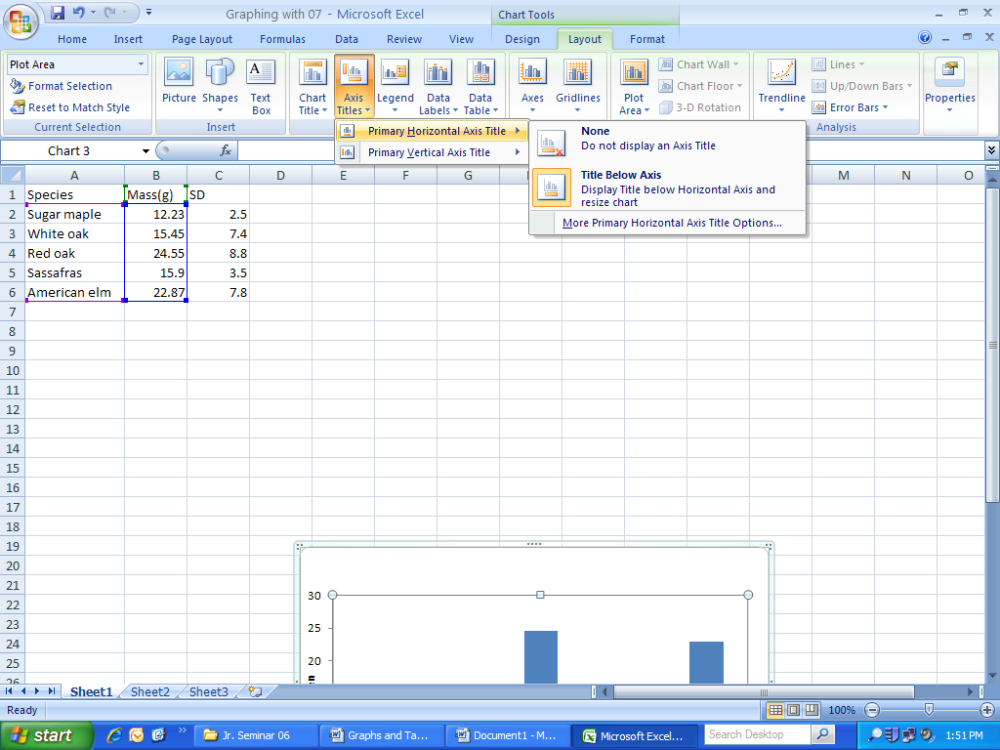 Graphing with 07 - Microsoft Excel
Chart Tools
Home Insert Page Layout Formulas Data Review View Design Layout Format
Plot Area
Format Selection
Reset to Match Style
Current Selection
Picture Shapes Text Box
Insert
Chart Title
Axis Titles
Legend
Data Labels
Data Table
Axes
Gridlines
Plot Area
Chart Wall
Chart Floor
3-D Rotation
Trendline
Lines
Up/Down Bars
Error Bars
Analysis
Properties
Primary Horizontal Axis Title
Primary Vertical Axis Title
None
Do not display an Axis Title
Title Below Axis
Display Title below Horizontal Axis and
resize chart
More Primary Horizontal Axis Title Options...
Chart 3 fx
A B C D E F G M N O
1 Species Mass(g) SD
2 Sugar maple 12.23 2.5
3 White oak 15.45 7.4
4 Red oak 24.55 8.8
5 Sassafras 15.9 3.5
6 American elm 22.87 7.8
7
8
9
10
11
12
13
14
15
16
17
18
19
20
21
22
23
24
25
26
30
25
20
Sheet1 Sheet2 Sheet3
Ready 100%
start
Jr. Seminar 06
Graphs and Ta...
Document1 - M...
Microsoft Excel...
Search Desktop
1:51 PM